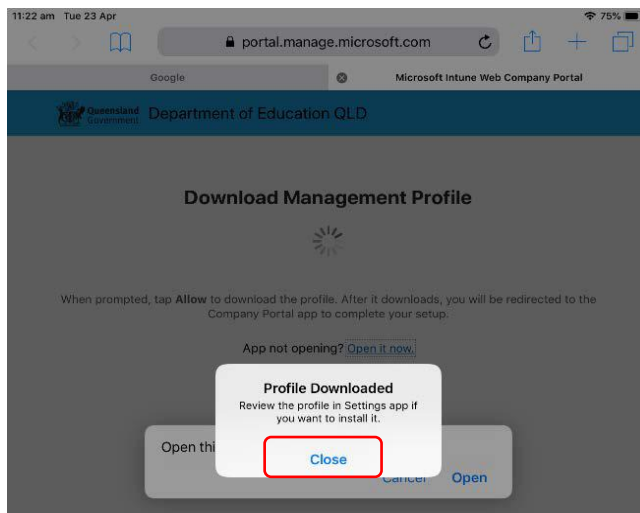 11:22 am Tue 23 Apr 75%
portal.manage.microsoft.com
Google Microsoft Intune Web Company Portal
Queensland Department of Education QLD
Government
Download Management Profile
When prompted, tap Allow to download the profile. After it downloads, you will be redirected to the
Company Portal app to complete your setup.
App not opening? Open it now.
Profile Downloaded
Review the profile in Settings app if
you want to install it.
Close
Open thi
Cancel Open